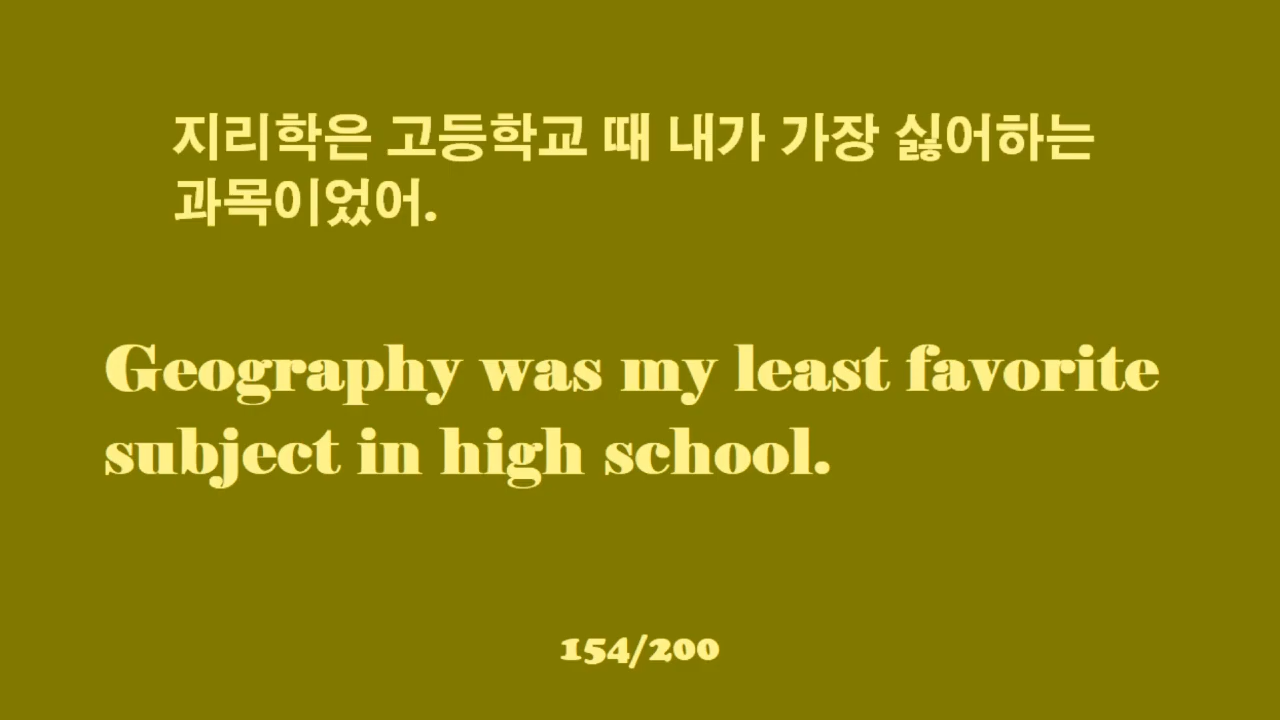 지리학은 고등학교 때 내가 가장 싫어하는
과목이었어.
Geography was my least favorite
subject in high school.
154/200